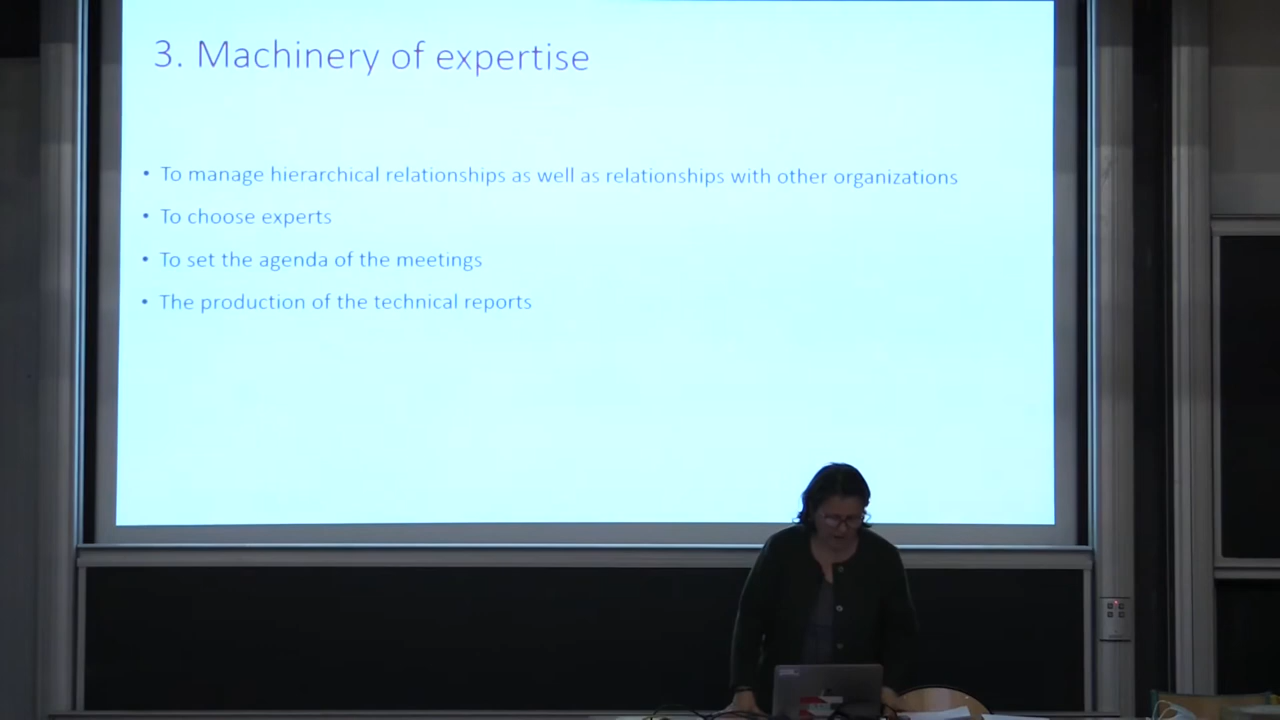 3. Machinery of expertise
• To manage hierarchical relationships as well as relationships with other organizations
• To choose experts
• To set the agenda of the meetings
• The production of the technical reports